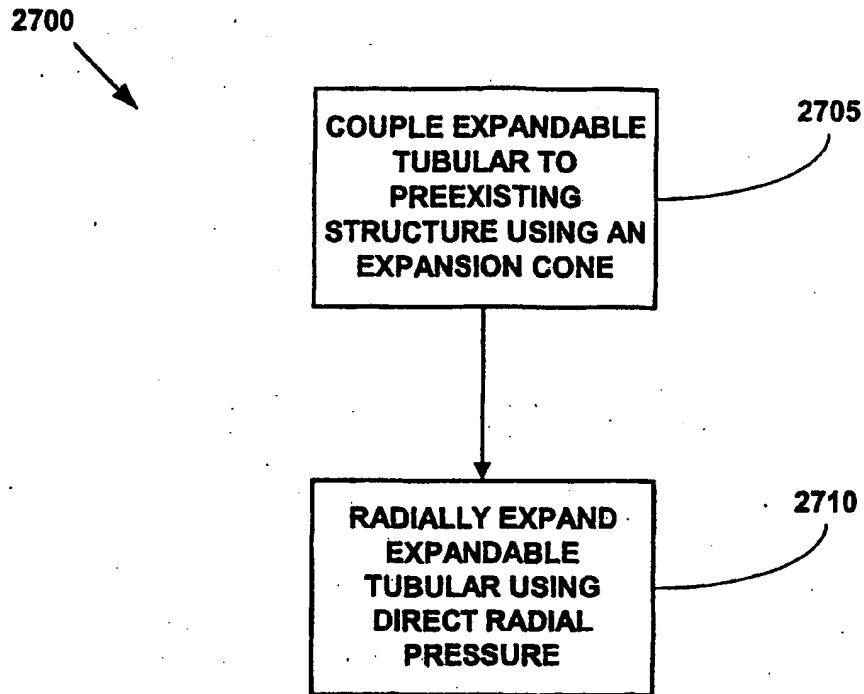 2700
COUPLE EXPANDABLE
TUBULAR TO
PREEXISTING
STRUCTURE USING AN
EXPANSION CONE
2705
RADIALLY EXPAND
EXPANDABLE
TUBULAR USING
DIRECT RADIAL
PRESSURE
2710